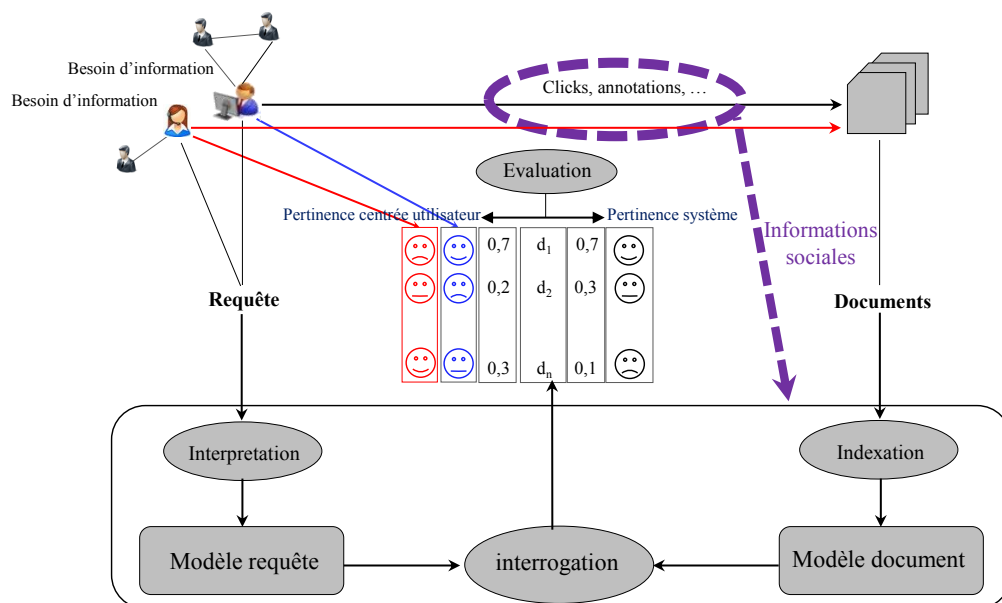 Besoin d’information
Besoin d’information
Clicks, annotations, …
Evaluation
Pertinence centrée utilisateur
Pertinence système
0,7 d1 0,7
0,2 d2 0,3
0,3 dn 0,1
Informations
sociales
Requête
Documents
Interpretation
Indexation
Modèle requête
interrogation
Modèle document